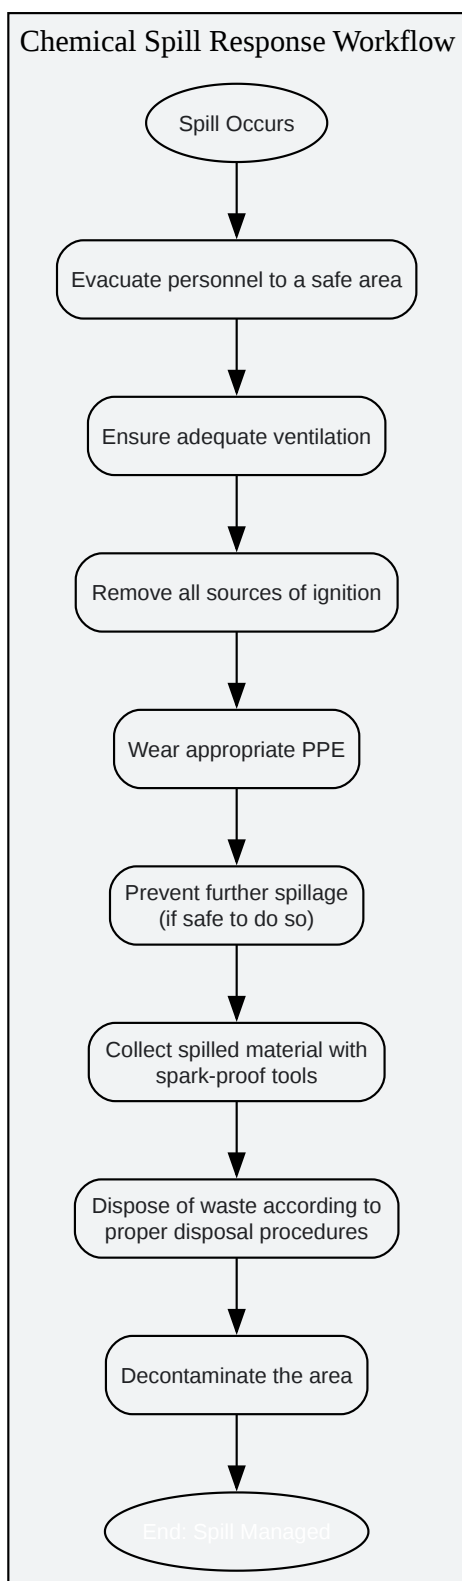 Chemical Spill Response Workflow
Spill Occurs
Evacuate personnel to a safe area
Ensure adequate ventilation
Remove all sources of ignition
Wear appropriate PPE
Prevent further spillage
(if safe to do so)
Collect spilled material with
spark-proof tools
Dispose of waste according to
proper disposal procedures
Decontaminate the area
End: Spill Managed